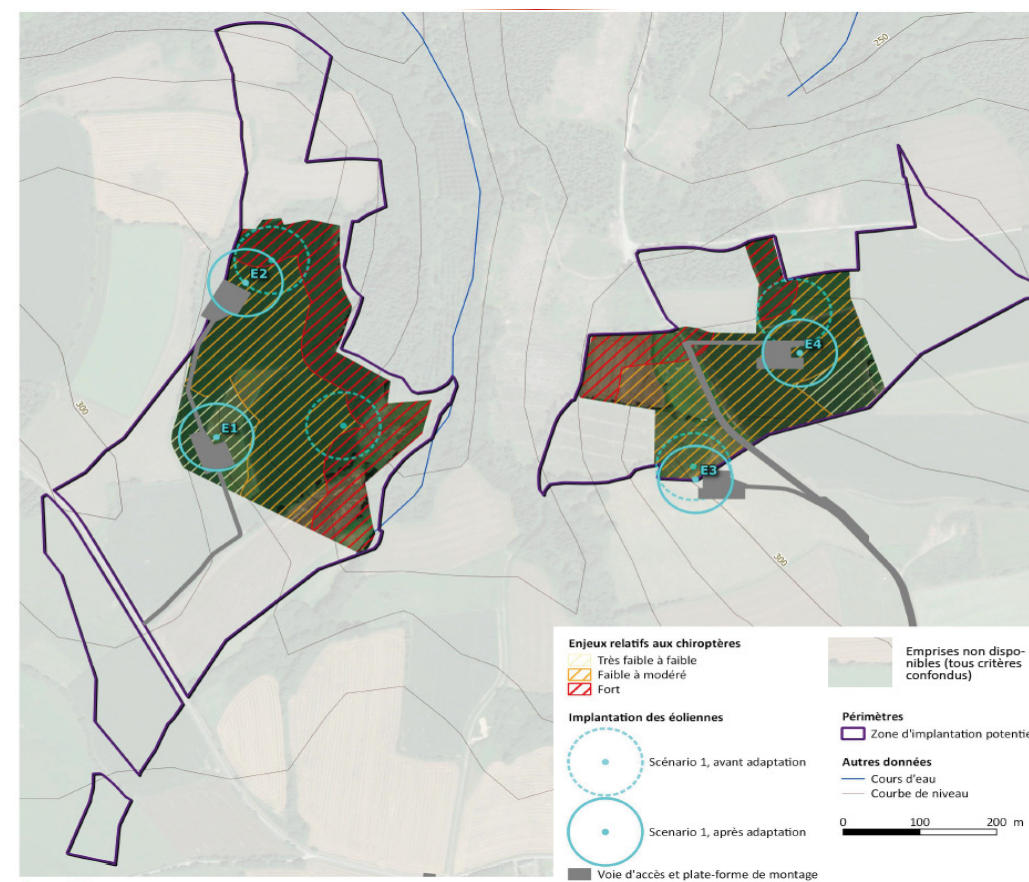 250
E2
E4
300
E1
E3
300
Enjeux relatifs aux chiroptères
Très faible à faible
Faible à modéré
Fort
Emprises non dispo-
nibles (tous critères
confondus)
Implantation des éoliennes
Scénario 1, avant adaptation
Scenario 1, après adaptation
Voie d'accès et plate-forme de montage
Périmètres
Zone d'implantation potentie
Autres données
Cours d'eau
Courbe de niveau
0 100 200 m